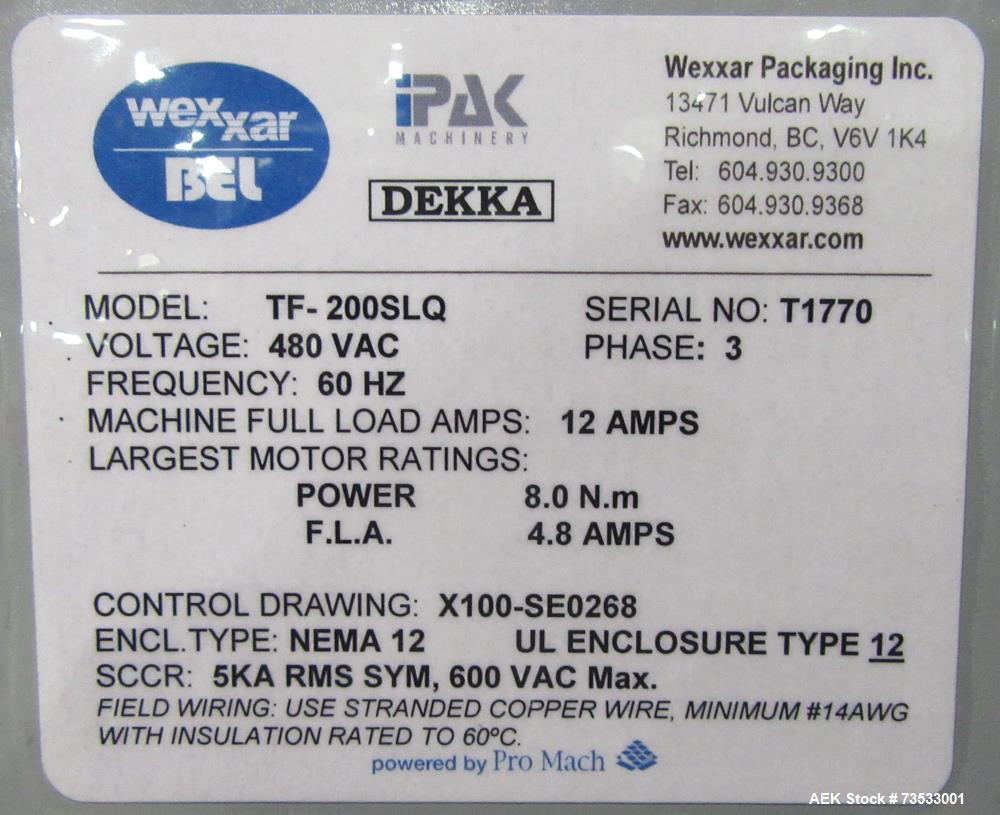 wexxar
BEL
iPAK
MACHINERY
DEKKA
Wexxar Packaging Inc.
13471 Vulcan Way
Richmond, BC, V6V 1K4
Tel: 604.930.9300
Fax: 604.930.9368
www.wexxar.com
MODEL: TF- 200SLQ SERIAL NO: T1770
VOLTAGE: 480 VAC PHASE: 3
FREQUENCY: 60 HZ
MACHINE FULL LOAD AMPS: 12 AMPS
LARGEST MOTOR RATINGS:
POWER 8.0 N.m
F.L.A. 4.8 AMPS
CONTROL DRAWING: X100-SE0268
ENCL.TYPE: NEMA 12 UL ENCLOSURE TYPE 12
SCCR: 5KA RMS SYM, 600 VAC Max.
FIELD WIRING: USE STRANDED COPPER WIRE, MINIMUM #14AWG
WITH INSULATION RATED TO 60ºC.
powered by Pro Mach
AEK Stock # 73533001